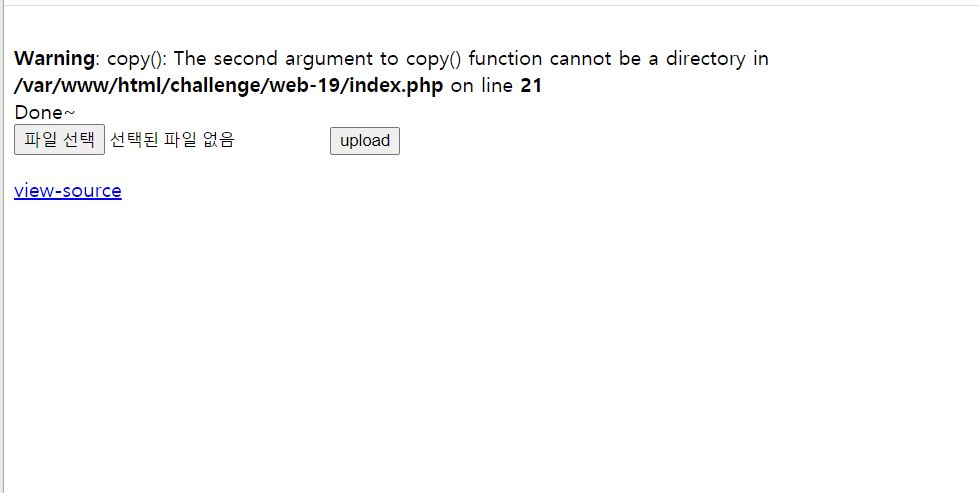 Warning: copy(): The second argument to copy() function cannot be a directory in
/var/www/html/challenge/web-19/index.php on line 21
Done~
파일 선택 선택된 파일 없음 upload
view-source